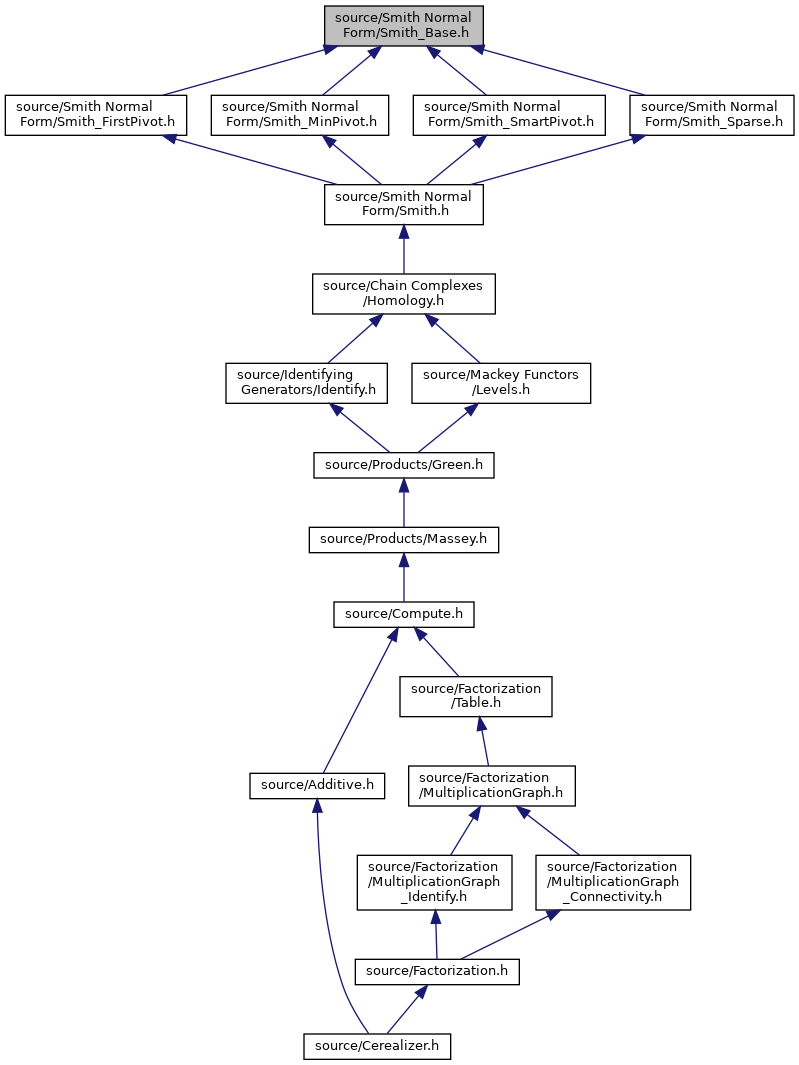 source/Smith Normal
Form/Smith_Base.h
source/Smith Normal
Form/Smith_FirstPivot.h
source/Smith Normal
Form/Smith_MinPivot.h
source/Smith Normal
Form/Smith_SmartPivot.h
source/Smith Normal
Form/Smith_Sparse.h
source/Smith Normal
Form/Smith.h
source/Chain Complexes
/Homology.h
source/Identifying
Generators/Identify.h
source/Mackey Functors
/Levels.h
source/Products/Green.h
source/Products/Massey.h
source/Compute.h
source/Factorization
/Table.h
source/Additive.h
source/Factorization
/MultiplicationGraph.h
source/Factorization
/MultiplicationGraph
_Identify.h
source/Factorization
/MultiplicationGraph
_Connectivity.h
source/Factorization.h
source/Cerealizer.h